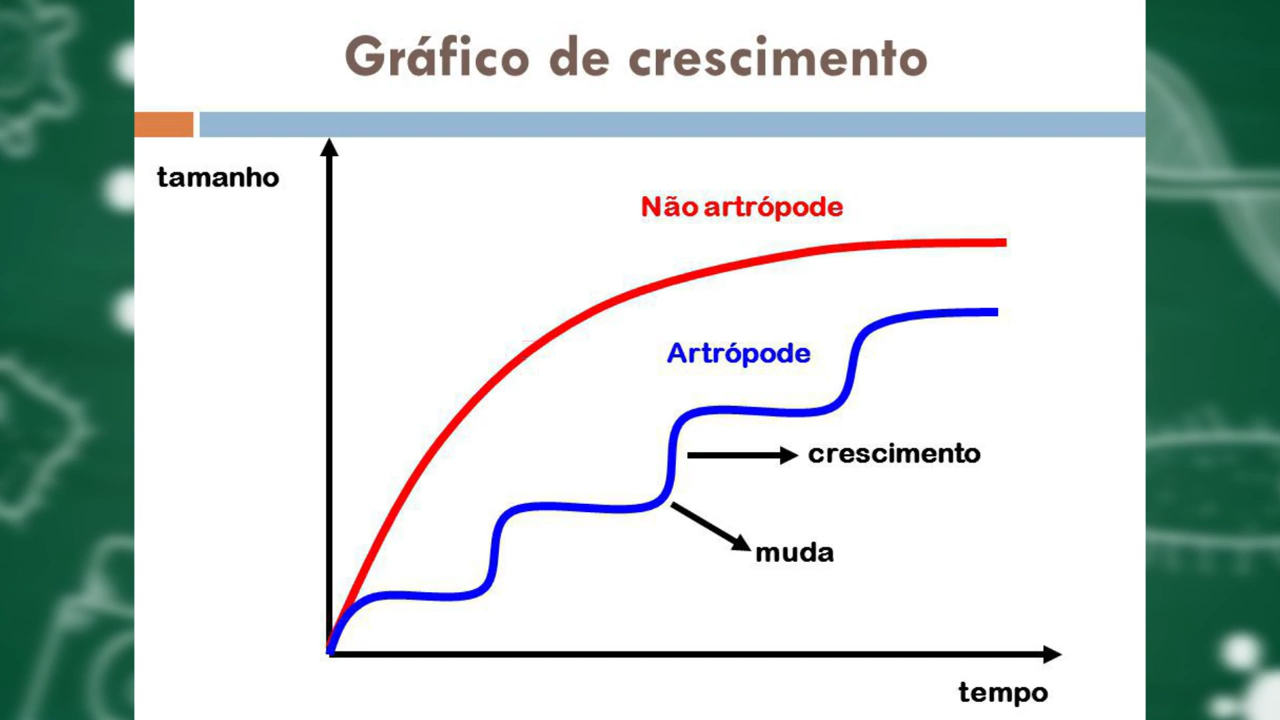 Gráfico de crescimento
tamanho
Não artrópode
Artrópode
crescimento
muda
tempo